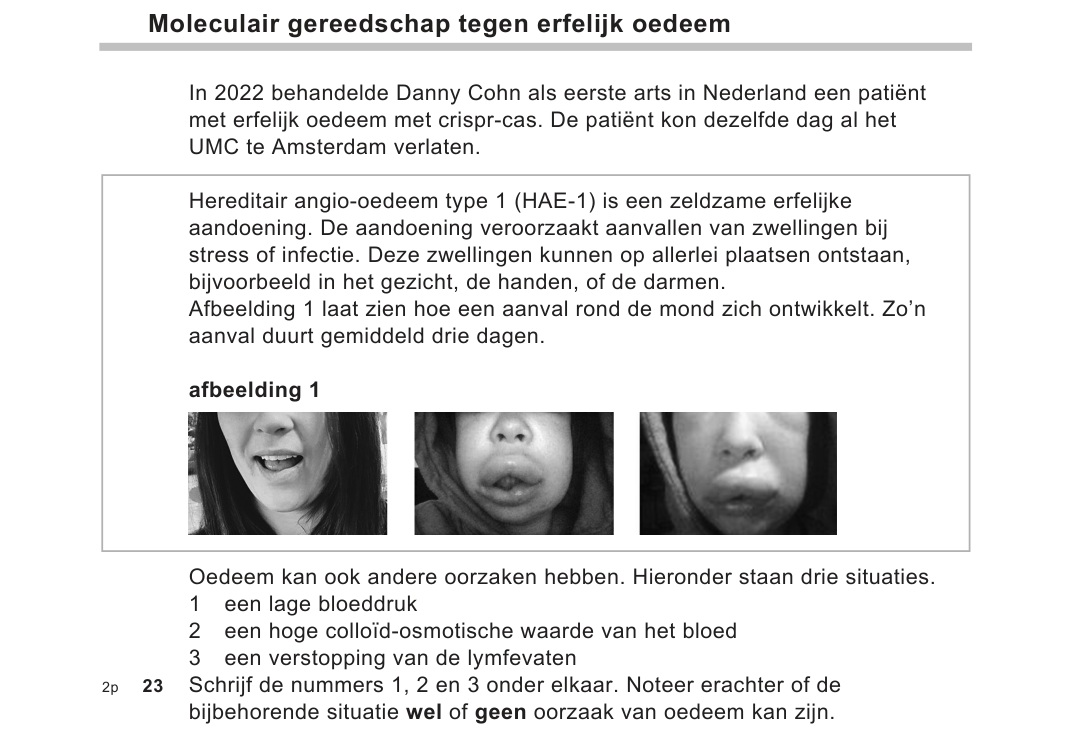 Moleculair gereedschap tegen erfelijk oedeem
In 2022 behandelde Danny Cohn als eerste arts in Nederland een patiënt
met erfelijk oedeem met crispr-cas. De patiënt kon dezelfde dag al het
UMC te Amsterdam verlaten.
Hereditair angio-oedeem type 1 (HAE-1) is een zeldzame erfelijke
aandoening. De aandoening veroorzaakt aanvallen van zwellingen bij
stress of infectie. Deze zwellingen kunnen op allerlei plaatsen ontstaan,
bijvoorbeeld in het gezicht, de handen, of de darmen.
Afbeelding 1 laat zien hoe een aanval rond de mond zich ontwikkelt. Zo’n
aanval duurt gemiddeld drie dagen.
afbeelding 1
Oedeem kan ook andere oorzaken hebben. Hieronder staan drie situaties.
1 een lage bloeddruk
2 een hoge colloïd-osmotische waarde van het bloed
3 een verstopping van de lymfevaten
2p 23 Schrijf de nummers 1, 2 en 3 onder elkaar. Noteer erachter of de
bijbehorende situatie wel of geen oorzaak van oedeem kan zijn.